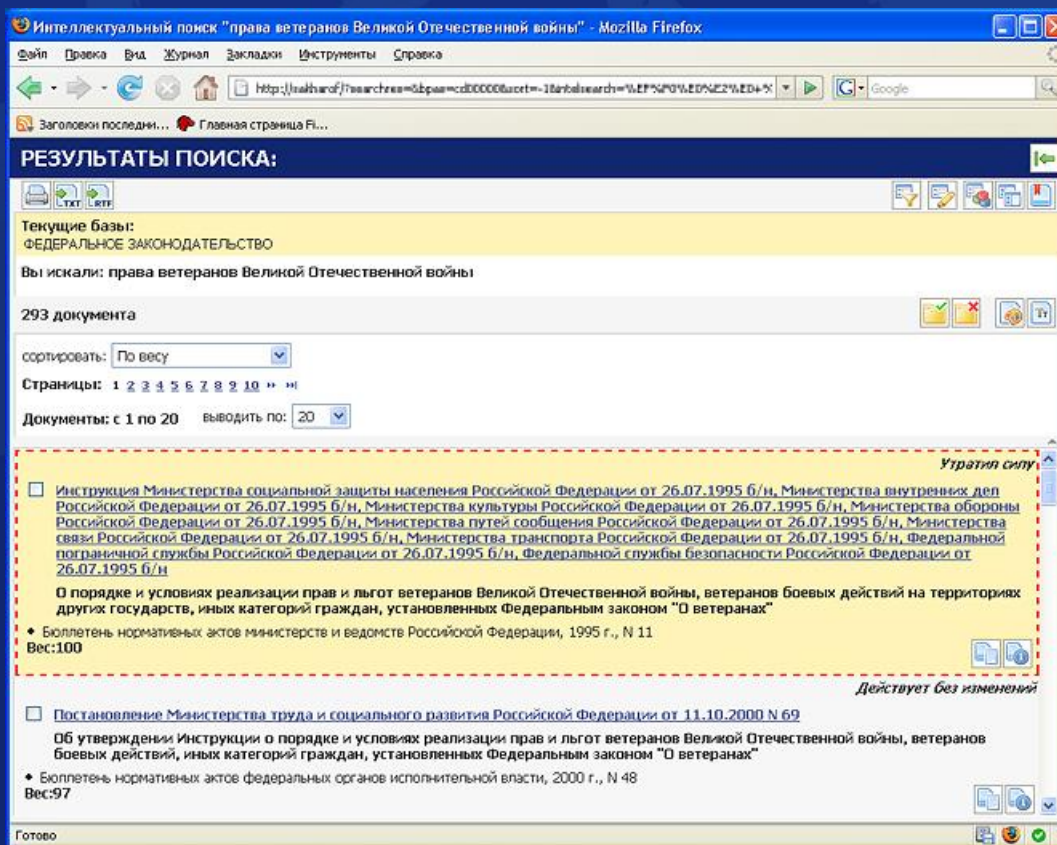 Интеллектуальный поиск "права ветеранов Великой Отечественной войны" - Mozilla Firefox
Файл Правка Вид Журнал Закладки Инструменты Справка
Google
Заголовки последни... Главная страница Fi...
РЕЗУЛЬТАТЫ ПОИСКА:
TXT RTF
Текущие базы:
ФЕДЕРАЛЬНОЕ ЗАКОНОДАТЕЛЬСТВО
Вы искали: права ветеранов Великой Отечественной войны
293 документа
сортировать: По весу
Страницы: 1 2 3 4 5 6 7 8 9 10
Документы: с 1 по 20 выводить по: 20
Утратил силу
Инструкция Министерства социальной защиты населения Российской Федерации от 26.07.1995 б/н, Министерства внутренних дел
Российской Федерации от 26.07.1995 б/н, Министерства культуры Российской Федерации от 26.07.1995 б/н, Министерства обороны
Российской Федерации от 26.07.1995 б/н, Министерства путей сообщения Российской Федерации от 26.07.1995 б/н, Министерства
связи Российской Федерации от 26.07.1995 б/н, Министерства транспорта Российской Федерации от 26.07.1995 б/н, Федеральной
пограничной службы Российской Федерации от 26.07.1995 б/н, Федеральной службы безопасности Российской Федерации от
26.07.1995 б/н
О порядке и условиях реализации прав и льгот ветеранов Великой Отечественной войны, ветеранов боевых действий на территориях
других государств, иных категорий граждан, установленных Федеральным законом "О ветеранах"
• Бюллетень нормативных актов министерств и ведомств Российской Федерации, 1995 г., N 11
Вес:100
Действует без изменений
Постановление Министерства труда и социального развития Российской Федерации от 11.10.2000 N 69
Об утверждении Инструкции о порядке и условиях реализации прав и льгот ветеранов Великой Отечественной войны, ветеранов
боевых действий, иных категорий граждан, установленных Федеральным законом "О ветеранах"
• Бюллетень нормативных актов федеральных органов исполнительной власти, 2000 г., N 48
Вес:97
Готово